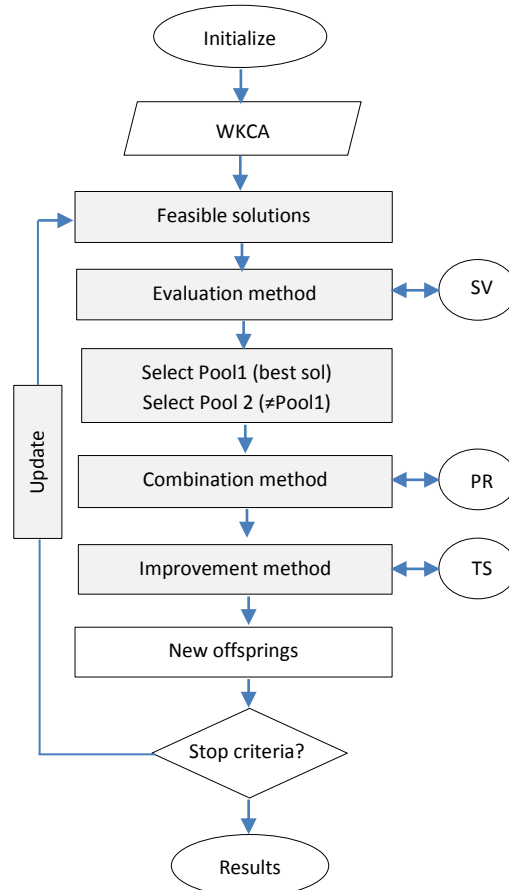 Initialize
WKCA
Feasible solutions
Evaluation method
SV
Select Pool1 (best sol)
Select Pool 2 (≠Pool1)
Update
Combination method
PR
Improvement method
TS
New offsprings
Stop criteria?
Results